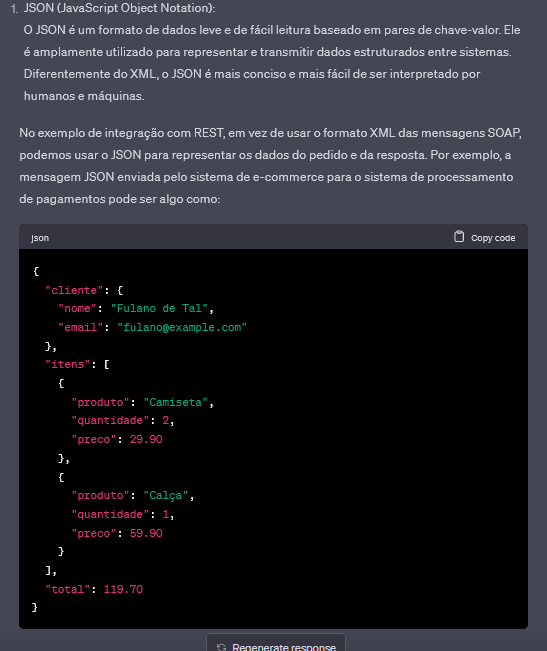 1. JSON (JavaScript Object Notation):
O JSON é um formato de dados leve e de fácil leitura baseado em pares de chave-valor. Ele
é amplamente utilizado para representar e transmitir dados estruturados entre sistemas.
Diferentemente do XML, o JSON é mais conciso e mais fácil de ser interpretado por
humanos e máquinas.
No exemplo de integração com REST, em vez de usar o formato XML das mensagens SOAP,
podemos usar o JSON para representar os dados do pedido e da resposta. Por exemplo, a
mensagem JSON enviada pelo sistema de e-commerce para o sistema de processamento
de pagamentos pode ser algo como:
json Copy code
{
  "cliente": {
    "nome": "Fulano de Tal",
    "email": "fulano@example.com"
  },
  "itens": [
    {
      "produto": "Camiseta",
      "quantidade": 2,
      "preco": 29.90
    },
    {
      "produto": "Calça",
      "quantidade": 1,
      "preco": 59.90
    }
  ],
  "total": 119.70
}
Regenerate response